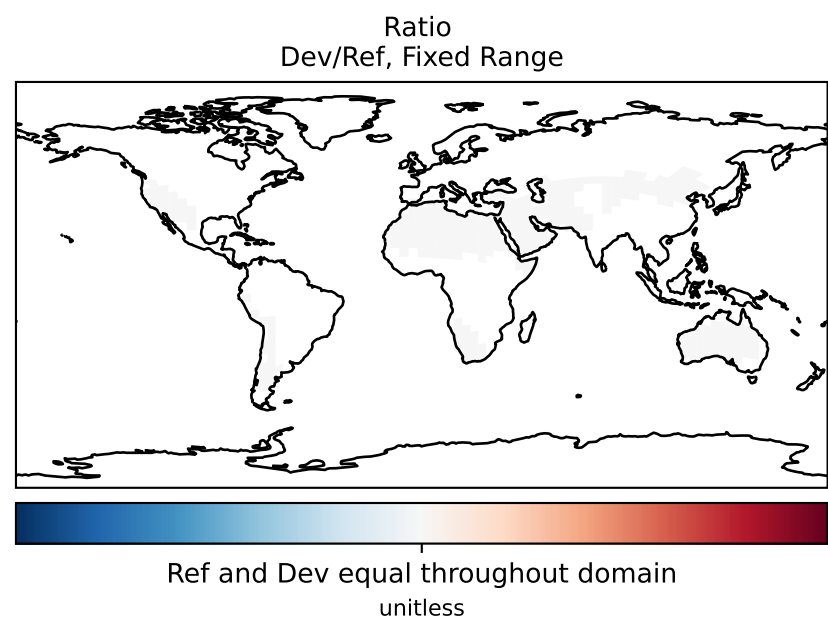 Ratio
Dev/Ref, Fixed Range
Ref and Dev equal throughout domain
unitless